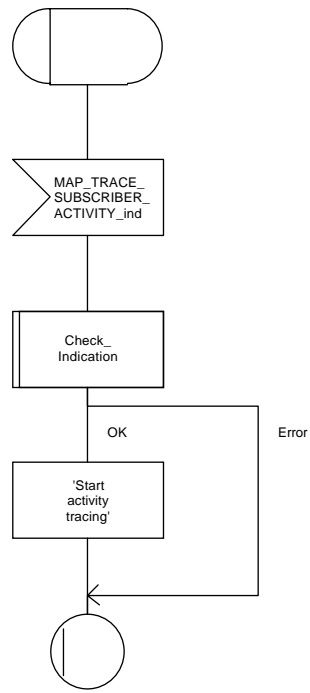 MAP_TRACE_
SUBSCRIBER_
ACTIVITY_ind
Check_
Indication
OK
Error
'Start
activity
tracing'